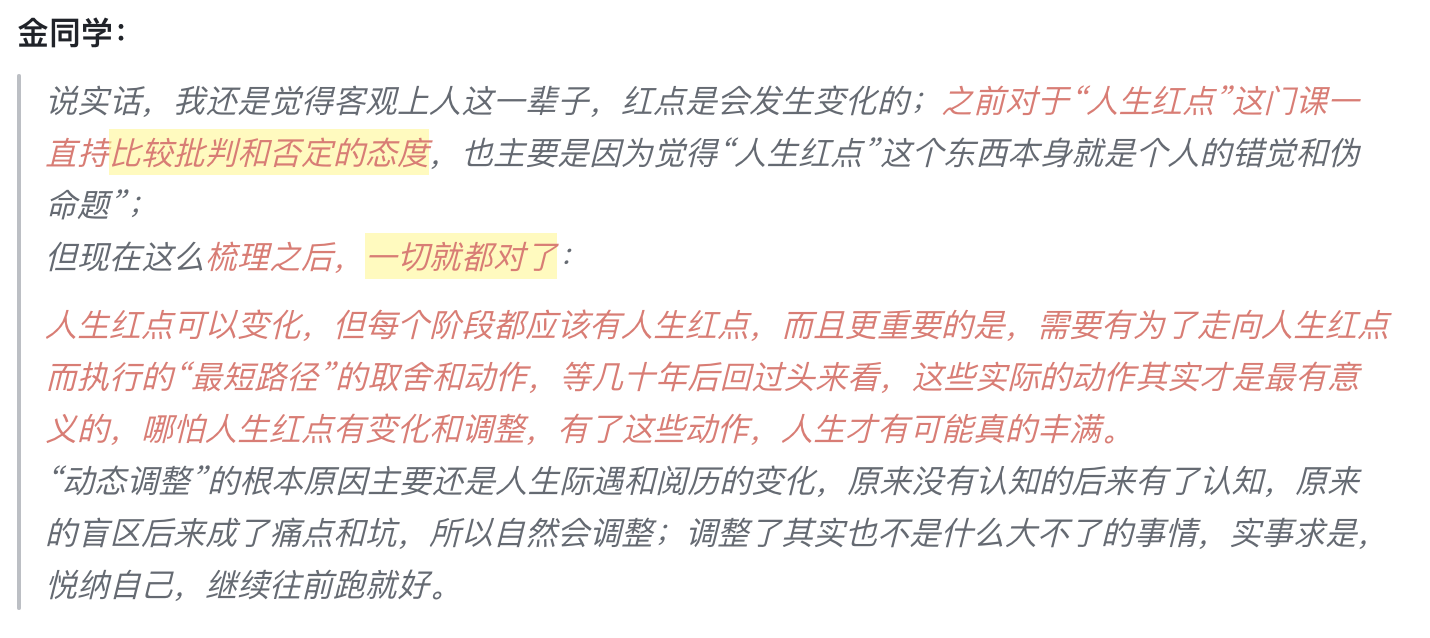 金同学：
说实话，我还是觉得客观上人这一辈子，红点是会发生变化的；之前对于“人生红点”这门课一
直持比较批判和否定的态度，也主要是因为觉得“人生红点”这个东西本身就是个人的错觉和伪
命题”；
但现在这么梳理之后，一切就都对了：
人生红点可以变化，但每个阶段都应该有人生红点，而且更重要的是，需要有为了走向人生红点
而执行的“最短路径”的取舍和动作，等几十年后回过头来看，这些实际的动作其实才是最有意
义的，哪怕人生红点有变化和调整，有了这些动作，人生才有可能真的丰满。
“动态调整”的根本原因主要还是人生际遇和阅历的变化，原来没有认知的后来有了认知，原来
的盲区后来成了痛点和坑，所以自然会调整；调整了其实也不是什么大不了的事情，实事求是，
悦纳自己，继续往前跑就好。